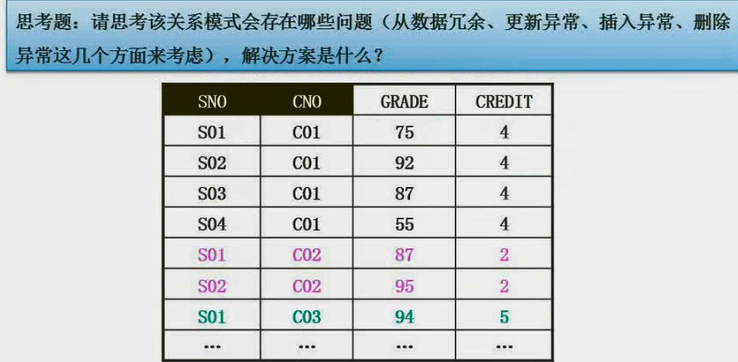 思考题：请思考该关系模式会存在哪些问题（从数据冗余、更新异常、插入异常、删除
异常这几个方面来考虑），解决方案是什么？
SNO CNO GRADE CREDIT
S01 C01 75 4
S02 C01 92 4
S03 C01 87 4
S04 C01 55 4
S01 C02 87 2
S02 C02 95 2
S01 C03 94 5
… … … …